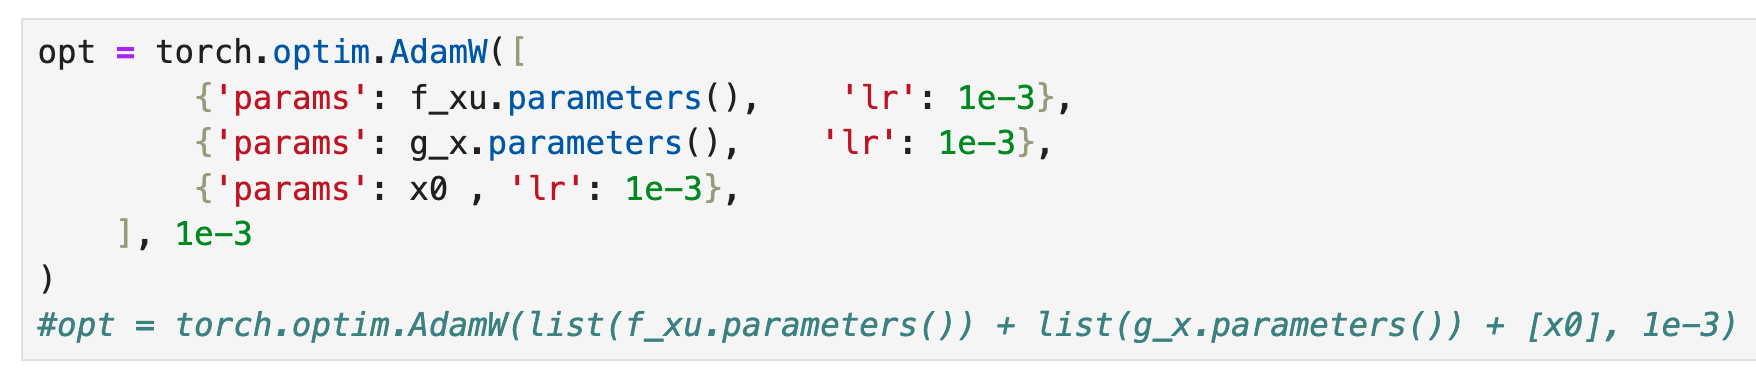 opt = torch.optim.AdamW([
        {'params': f_xu.parameters(),    'lr': 1e-3},
        {'params': g_x.parameters(),    'lr': 1e-3},
        {'params': x0 , 'lr': 1e-3},
    ], 1e-3
)
#opt = torch.optim.AdamW(list(f_xu.parameters()) + list(g_x.parameters()) + [x0], 1e-3)